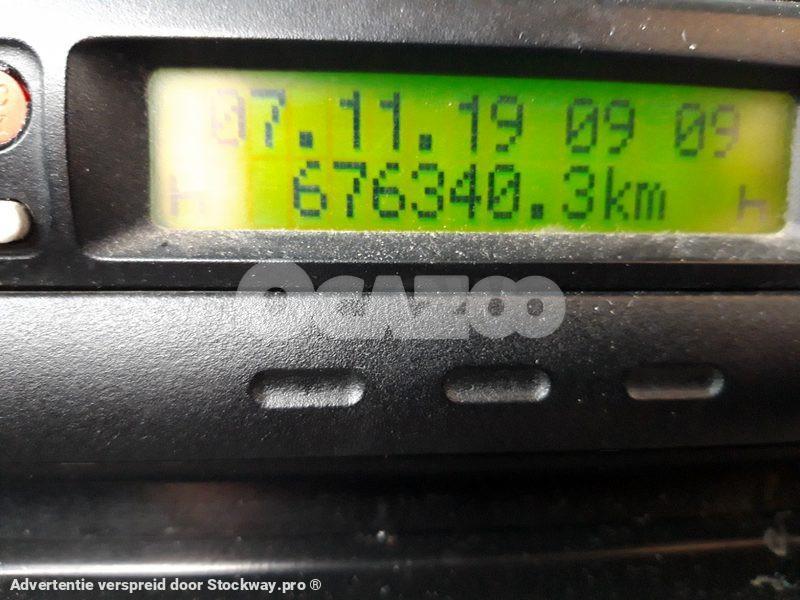 07.11.19 09 09
676340.3km
OCAZOO
Advertentie verspreid door Stockway.pro ®